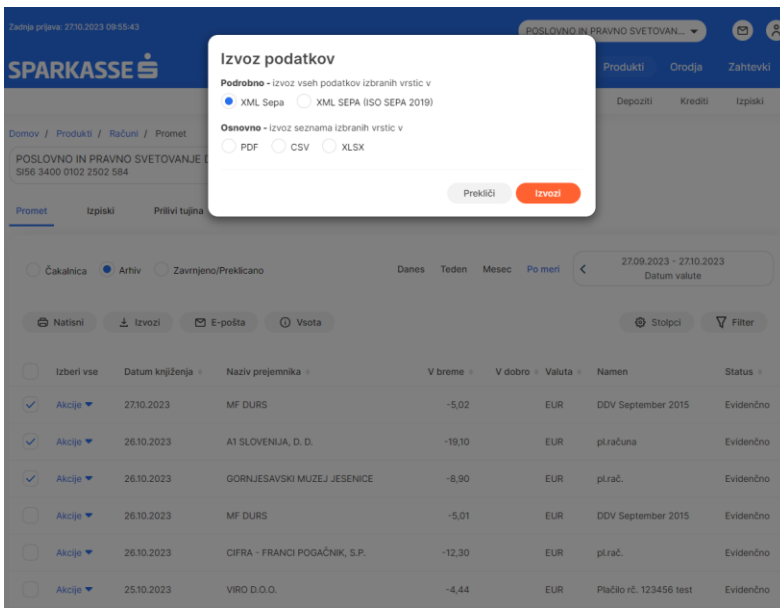 Zadnja prijava: 27.10.2023 09:55:43
POSLOVNO IN PRAVNO SVETOVAN...
SPARKASSE
Produkti Orodja Zahtevki
Depoziti Krediti Izpiski
Izvoz podatkov
Podrobno - izvoz vseh podatkov izbranih vrstic v
XML Sepa XML SEPA (ISO SEPA 2019)
Osnovno - izvoz seznama izbranih vrstic v
PDF CSV XLSX
Prekliči Izvozi
Domov / Produkti / Računi / Promet
POSLOVNO IN PRAVNO SVETOVANJE
SI56 3400 0102 2502 584
Promet Izpiski Prilivi tujina
Čakalnica Arhiv Zavrnjeno/Preklicano Danes Teden Mesec Po meri 27.09.2023 - 27.10.2023
Datum valute
Natisni Izvozi E-pošta Vsota Stolpci Filter
Izberi vse Datum knjiženja Naziv prejemnika V breme V dobro Valuta Namen Status
Akcije 27.10.2023 MF DURS -5,02 EUR DDV September 2015 Evidenčno
Akcije 26.10.2023 A1 SLOVENIJA, D. D. -19,10 EUR pl.računa Evidenčno
Akcije 26.10.2023 GORNJESAVSKI MUZEJ JESENICE -8,90 EUR pl.rač. Evidenčno
Akcije 26.10.2023 MF DURS -5,01 EUR DDV September 2015 Evidenčno
Akcije 26.10.2023 CIFRA - FRANCI POGAČNIK, S.P. -12,30 EUR pl.rač. Evidenčno
Akcije 25.10.2023 VIRO D.O.O. -4,44 EUR Plačilo rč. 123456 test Evidenčno